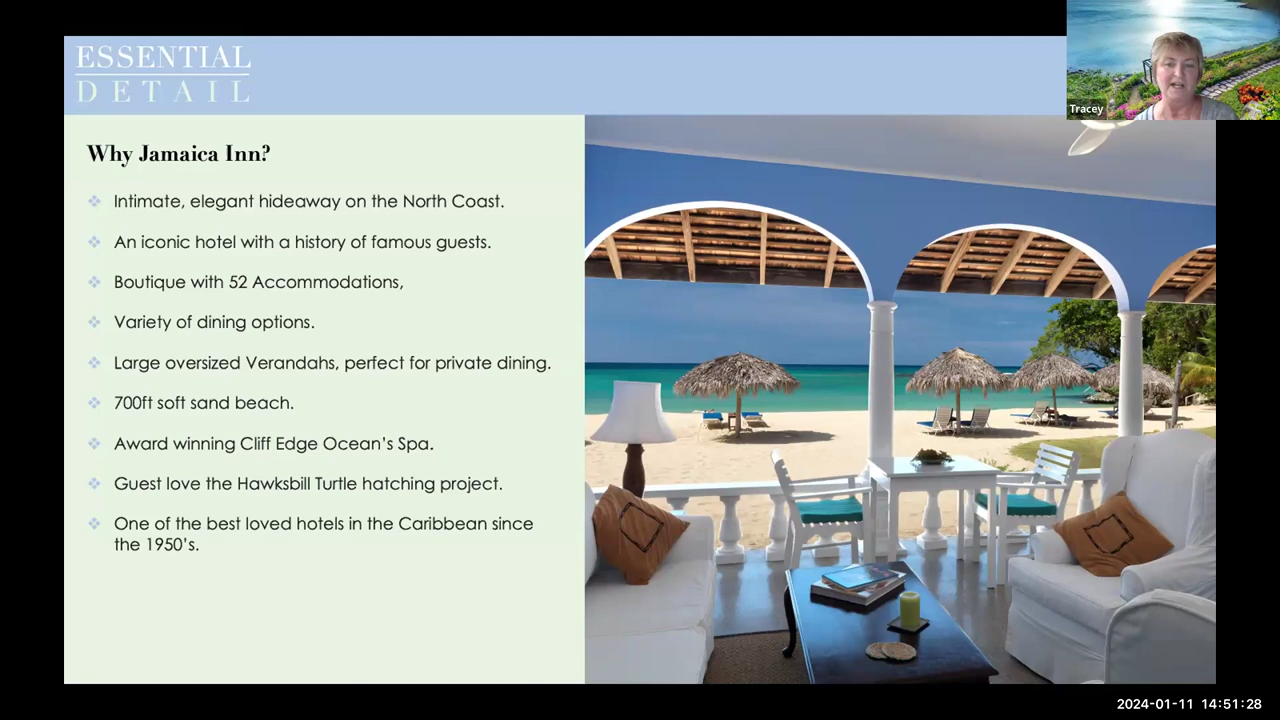 ESSENTIAL
DETAIL
Tracey
Why Jamaica Inn?
Intimate, elegant hideaway on the North Coast.
An iconic hotel with a history of famous guests.
Boutique with 52 Accommodations,
Variety of dining options.
Large oversized Verandahs, perfect for private dining.
700ft soft sand beach.
Award winning Cliff Edge Ocean's Spa.
Guest love the Hawksbill Turtle hatching project.
One of the best loved hotels in the Caribbean since
the 1950's.
2024-01-11 14:51:28